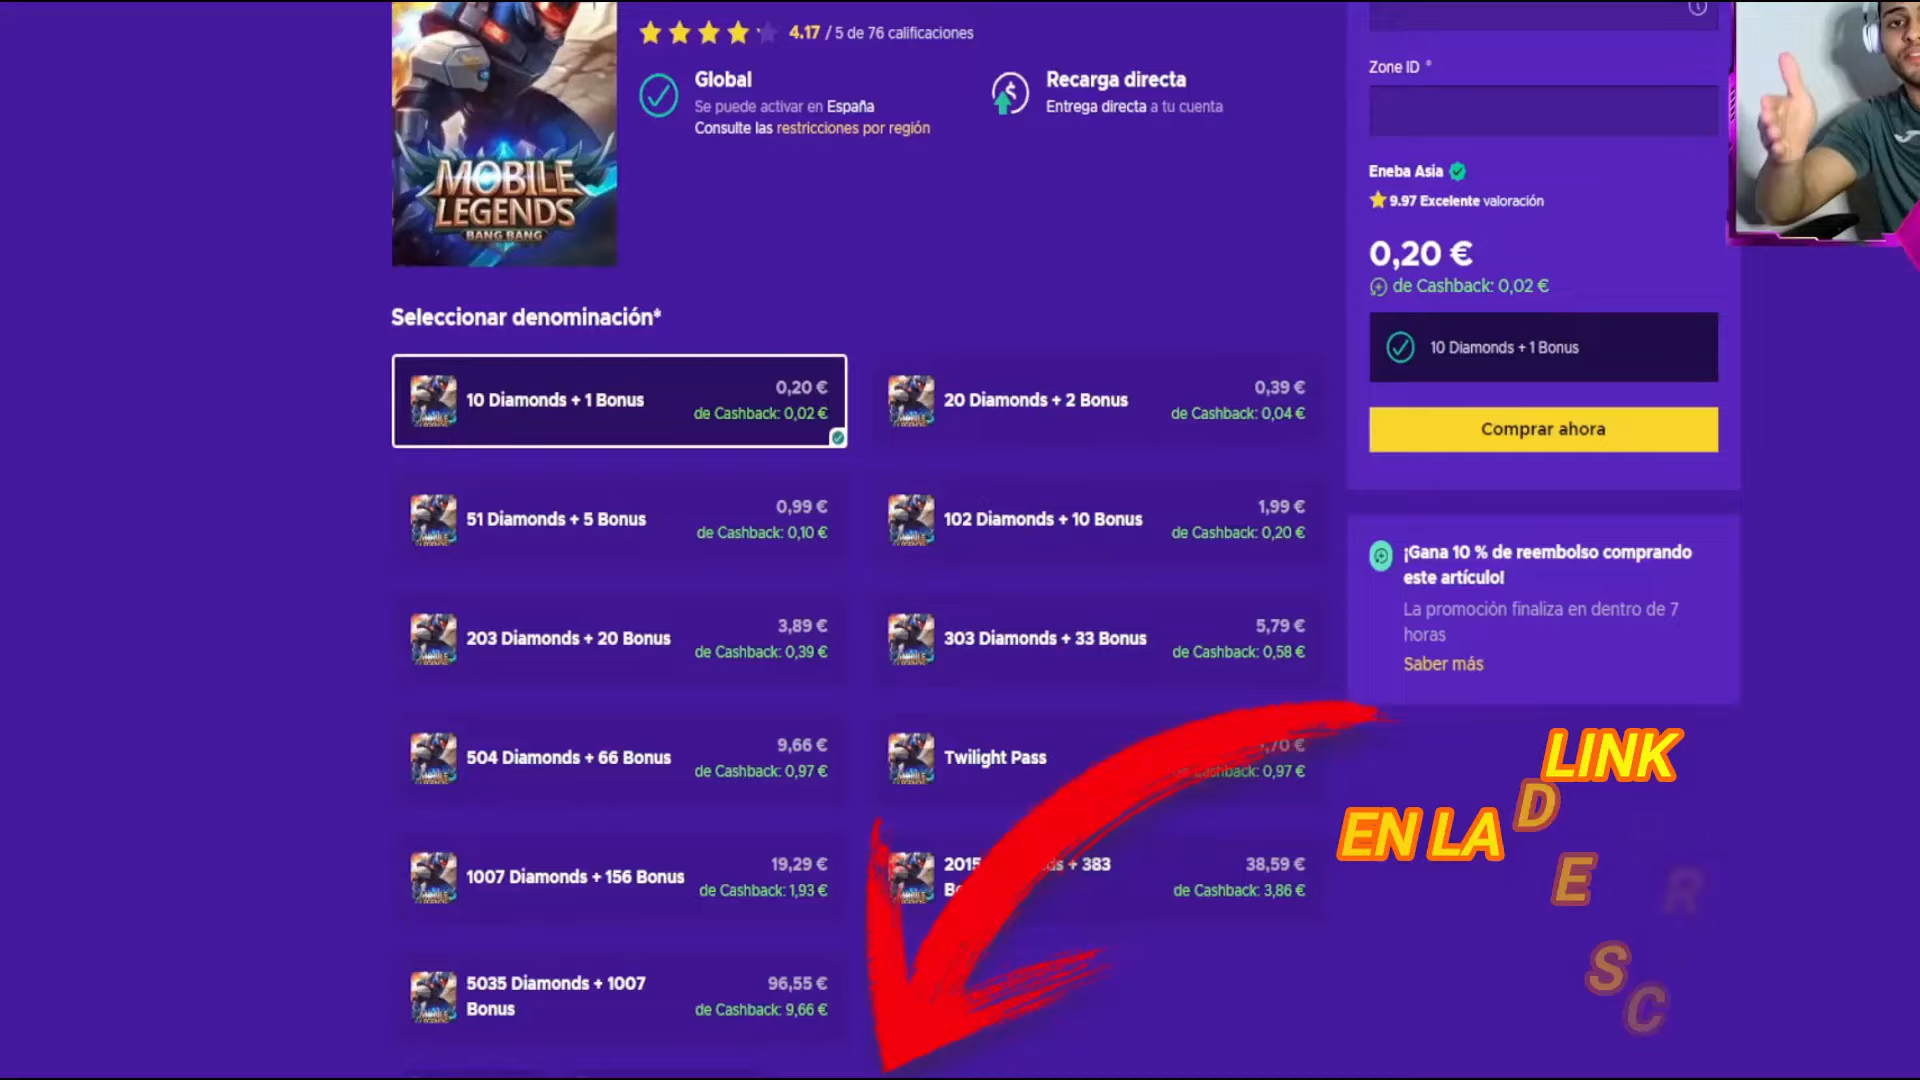 4.17 / 5 de 76 calificaciones
Global
Se puede activar en España
Consulte las restricciones por región
Recarga directa
Entrega directa a tu cuenta
MOBILE
LEGENDS
BANG BANG
Zone ID *
Eneba Asia
9.97 Excelente valoración
0,20 €
de Cashback: 0,02 €
10 Diamonds + 1 Bonus
Comprar ahora
¡Gana 10 % de reembolso comprando
este artículo!
La promoción finaliza en dentro de 7
horas
Saber más
Seleccionar denominación*
10 Diamonds + 1 Bonus
0,20 €
de Cashback: 0,02 €
20 Diamonds + 2 Bonus
0,39 €
de Cashback: 0,04 €
51 Diamonds + 5 Bonus
0,99 €
de Cashback: 0,10 €
102 Diamonds + 10 Bonus
1,99 €
de Cashback: 0,20 €
203 Diamonds + 20 Bonus
3,89 €
de Cashback: 0,39 €
303 Diamonds + 33 Bonus
5,79 €
de Cashback: 0,58 €
504 Diamonds + 66 Bonus
9,66 €
de Cashback: 0,97 €
Twilight Pass
Cashback: 0,97 €
1007 Diamonds + 156 Bonus
19,29 €
de Cashback: 1,93 €
2015 + 383
38,59 €
de Cashback: 3,86 €
5035 Diamonds + 1007
Bonus
96,55 €
de Cashback: 9,66 €
LINK
EN LA
D
E
R
S
C